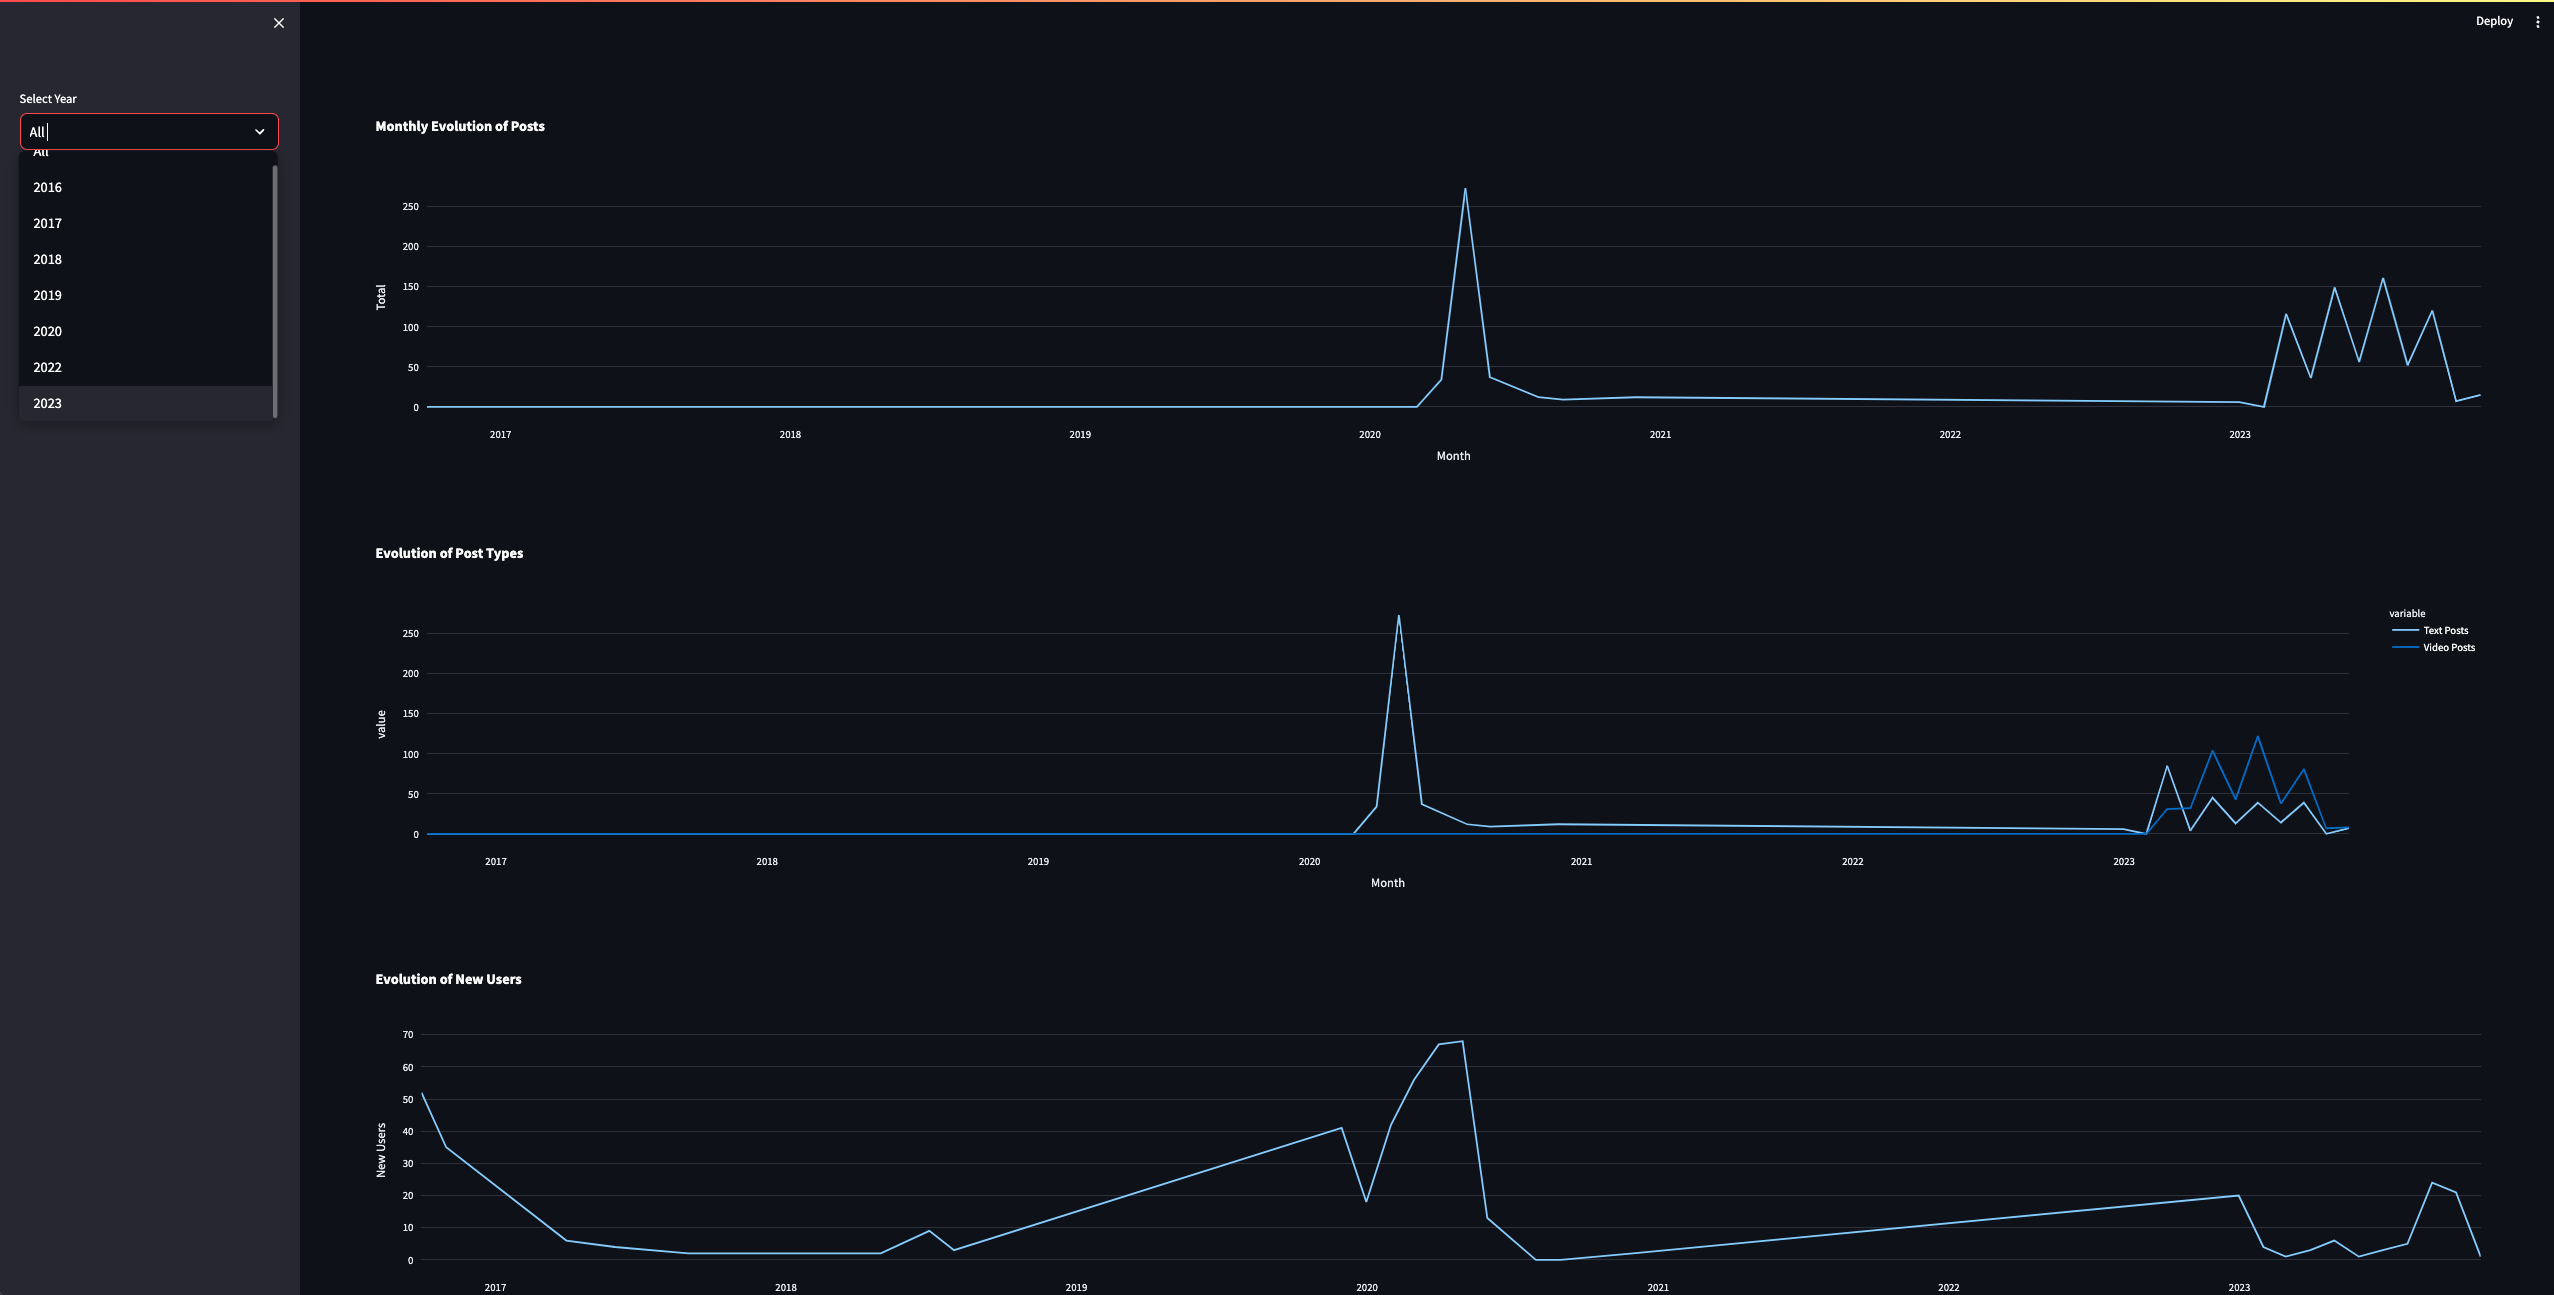 Deploy
Select Year
All
All
2016
2017
2018
2019
2020
2022
2023
Monthly Evolution of Posts
250
200
150
100
50
0
Total
2017 2018 2019 2020 2021 2022 2023
Month
Evolution of Post Types
variable
Text Posts
Video Posts
250
200
150
100
50
0
value
2017 2018 2019 2020 2021 2022 2023
Month
Evolution of New Users
70
60
50
40
30
20
10
0
New Users
2017 2018 2019 2020 2021 2022 2023